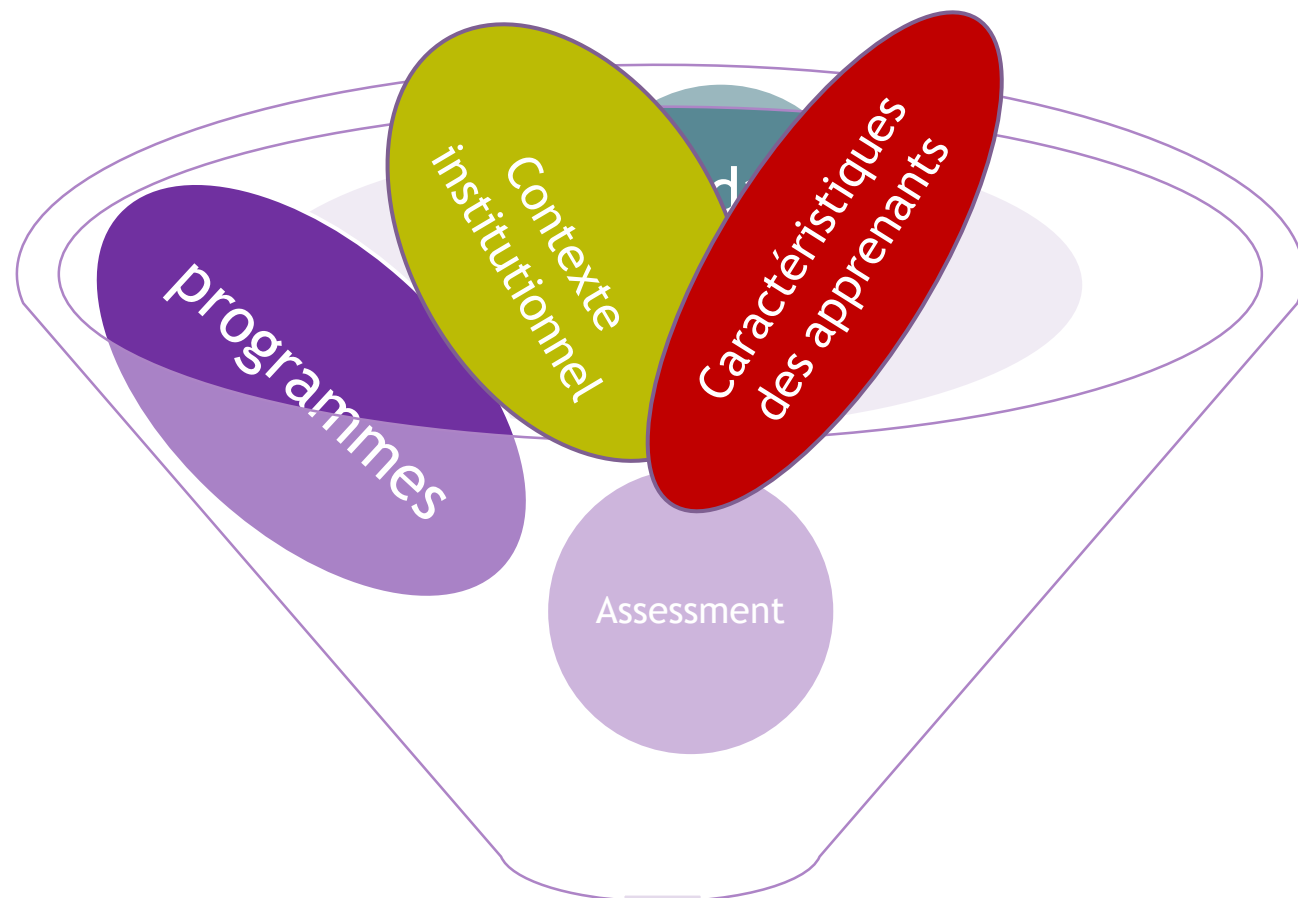 programmes
Contexte
institutionnel
Caractéristiques
des apprenants
Assessment